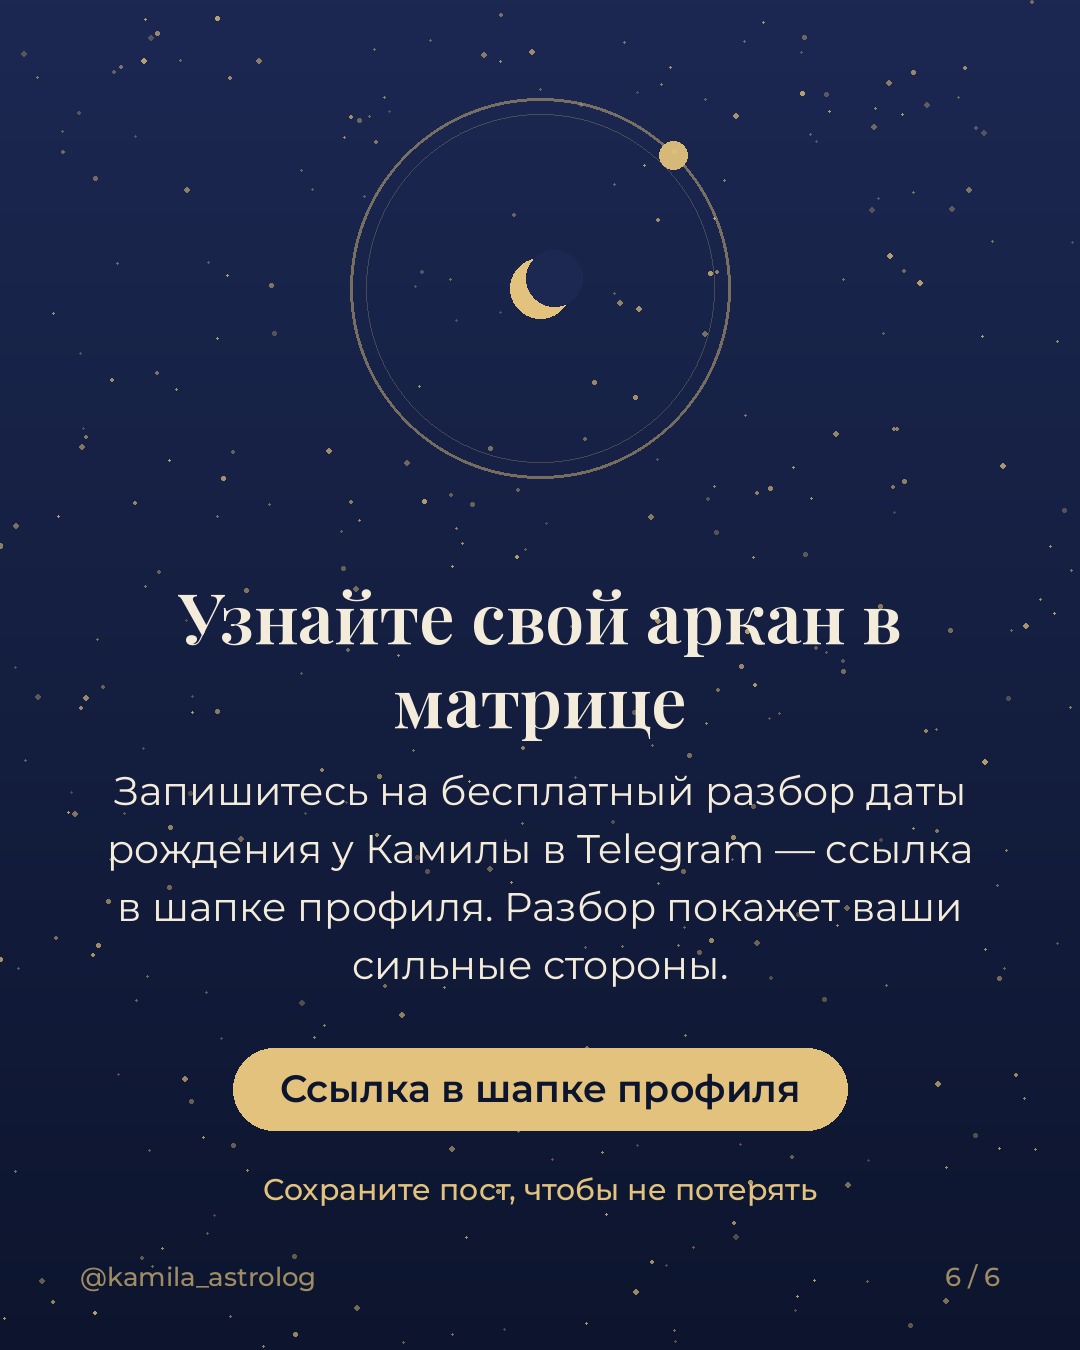 Узнайте свой аркан в
матрице
Запишитесь на бесплатный разбор даты
рождения у Камилы в Telegram — ссылка
в шапке профиля. Разбор покажет ваши
сильные стороны.
Ссылка в шапке профиля
Сохраните пост, чтобы не потерять
@kamila_astrolog
6 / 6